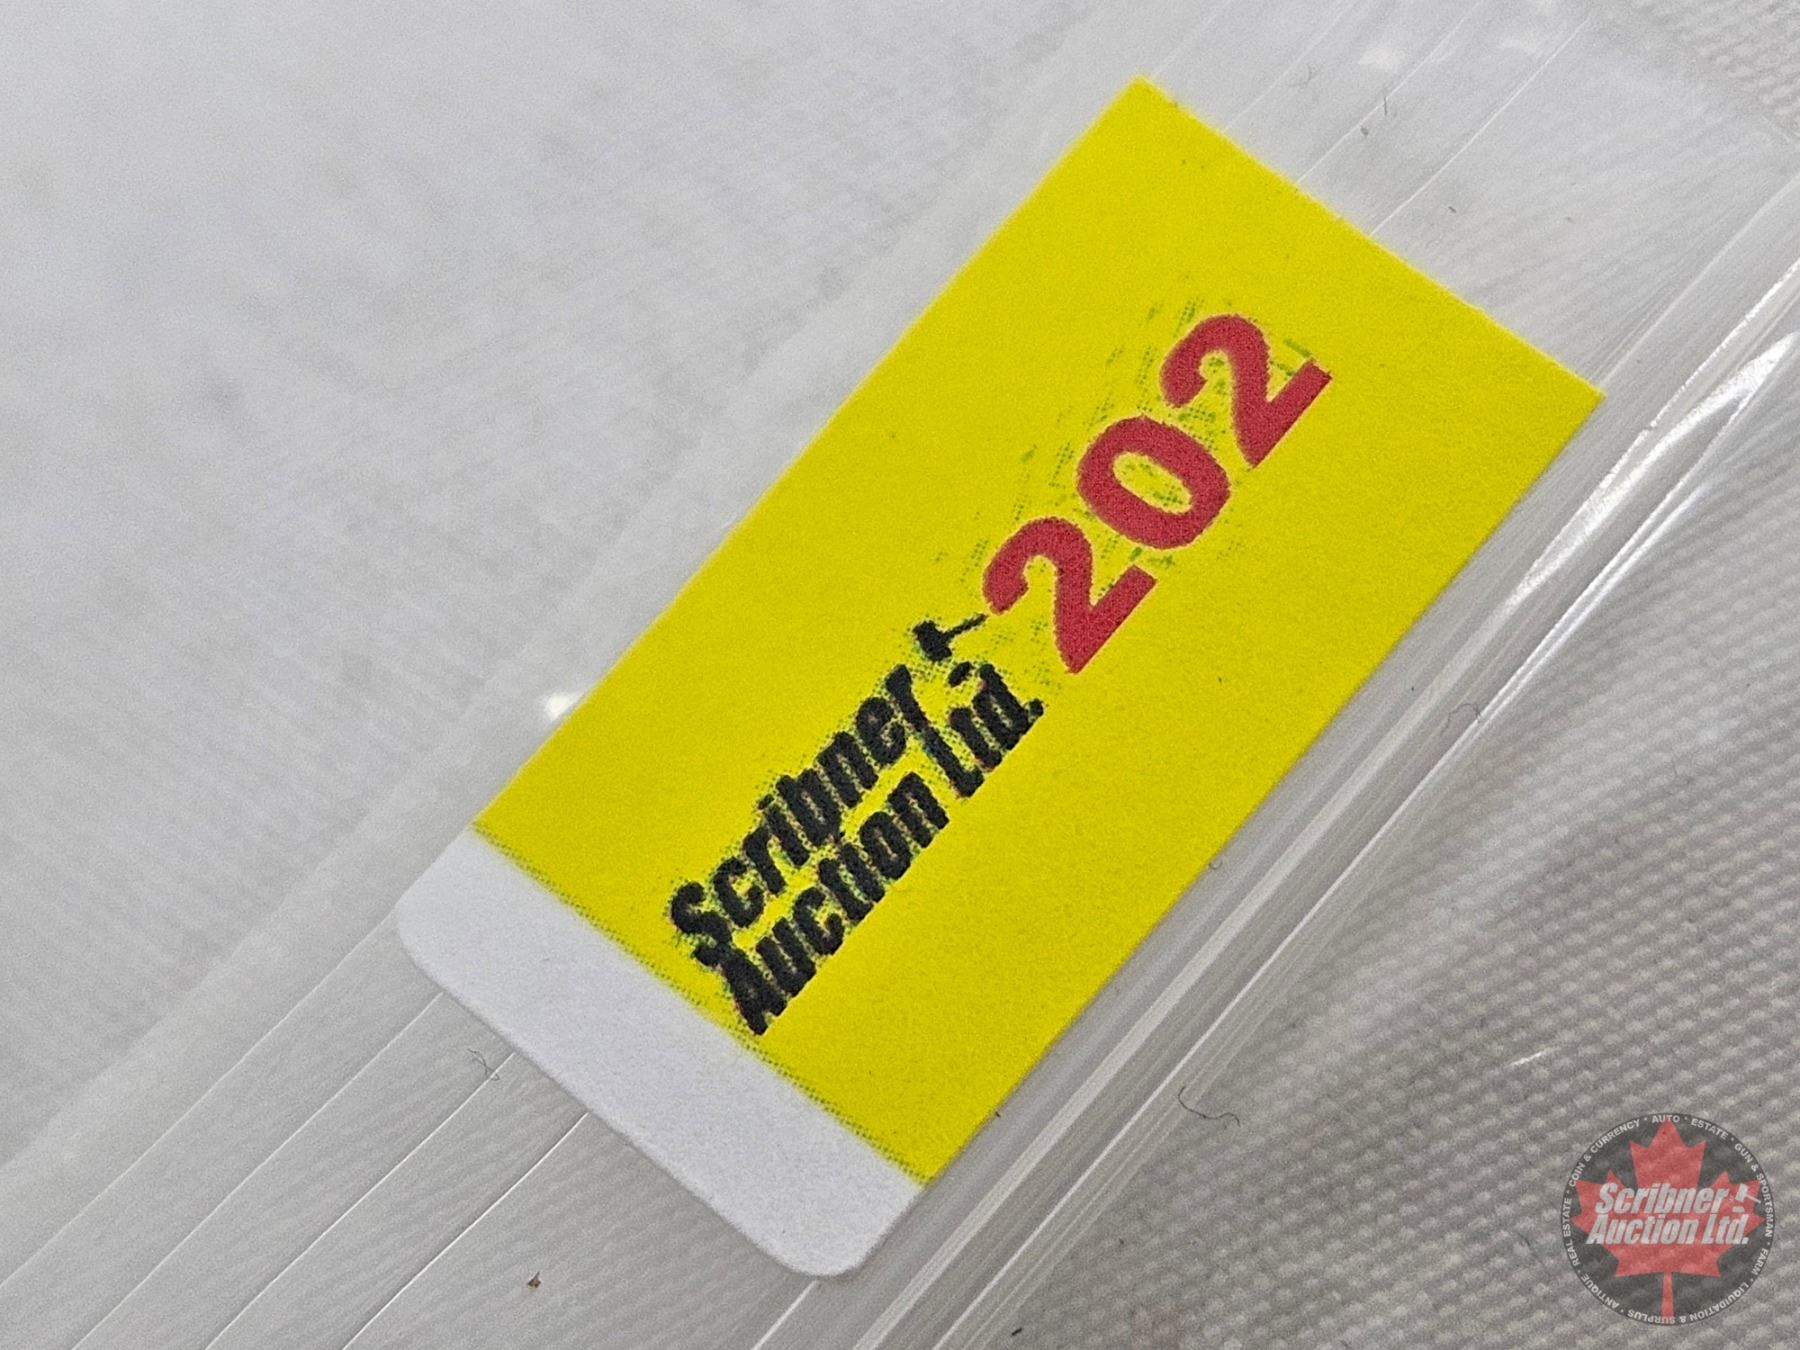 Scribner
Auction Ltd.
202
COIN & CURRENCY • AUTO • ESTATE • GUN & SPORTSMAN • FARM • LIQUIDATION & SURPLUS • ANTIQUE • REAL ESTATE •
Scribner
Auction Ltd.